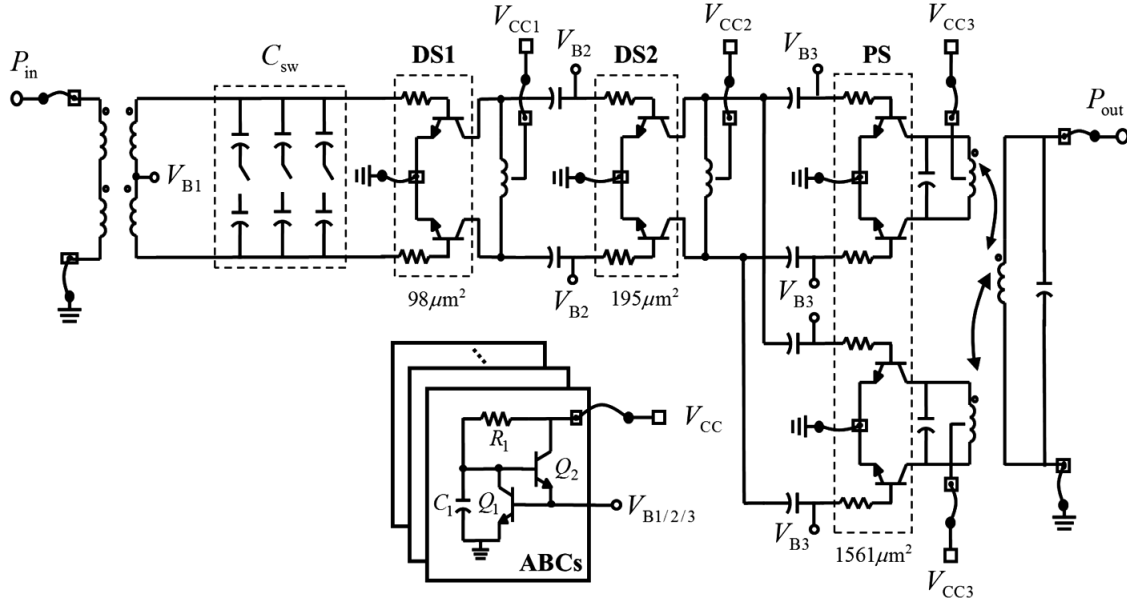 V_CC1
V_B2
V_CC2
V_B3
V_CC3
P_in
C_sw
DS1
DS2
PS
P_out
V_B1
V_B2
V_B3
98μm²
195μm²
V_B3
R_1
V_CC
Q_2
C_1
Q_1
V_B1/2/3
V_B3
ABCs
1561μm²
V_CC3